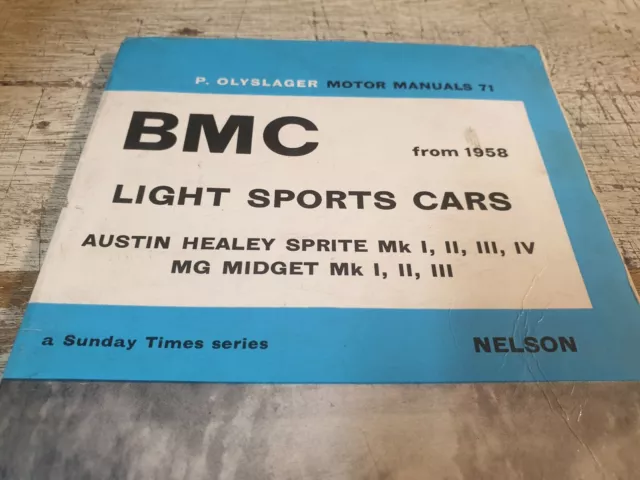 P. OLYSLAGER MOTOR MANUALS 71
BMC from 1958
LIGHT SPORTS CARS
AUSTIN HEALEY SPRITE Mk I, II, III, IV
MG MIDGET Mk I, II, III
a Sunday Times series NELSON